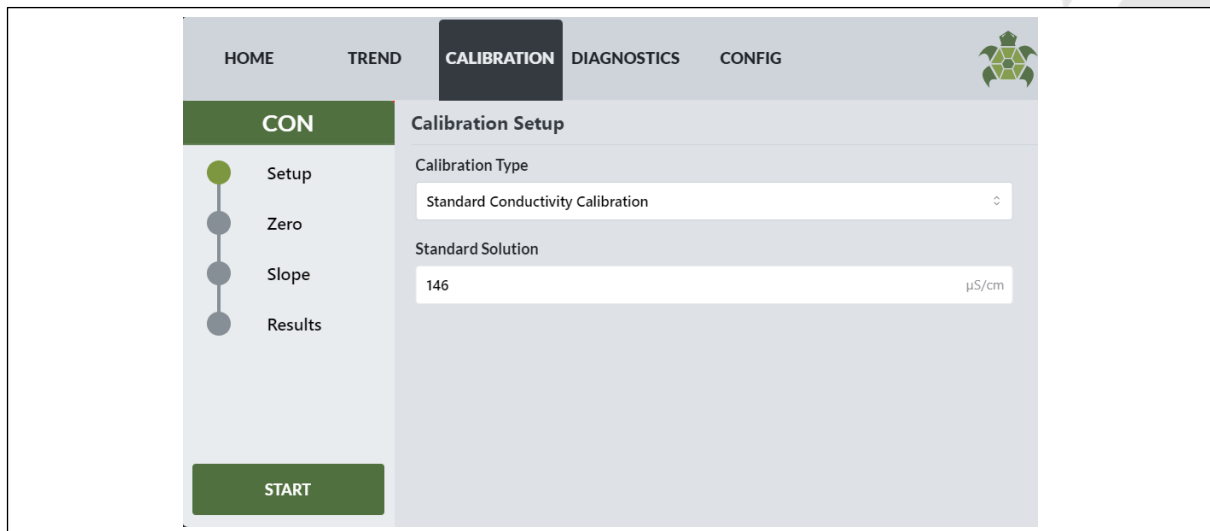 HOME TREND CALIBRATION DIAGNOSTICS CONFIG
CON
Setup
Zero
Slope
Results
START
Calibration Setup
Calibration Type
Standard Conductivity Calibration
Standard Solution
146 µS/cm